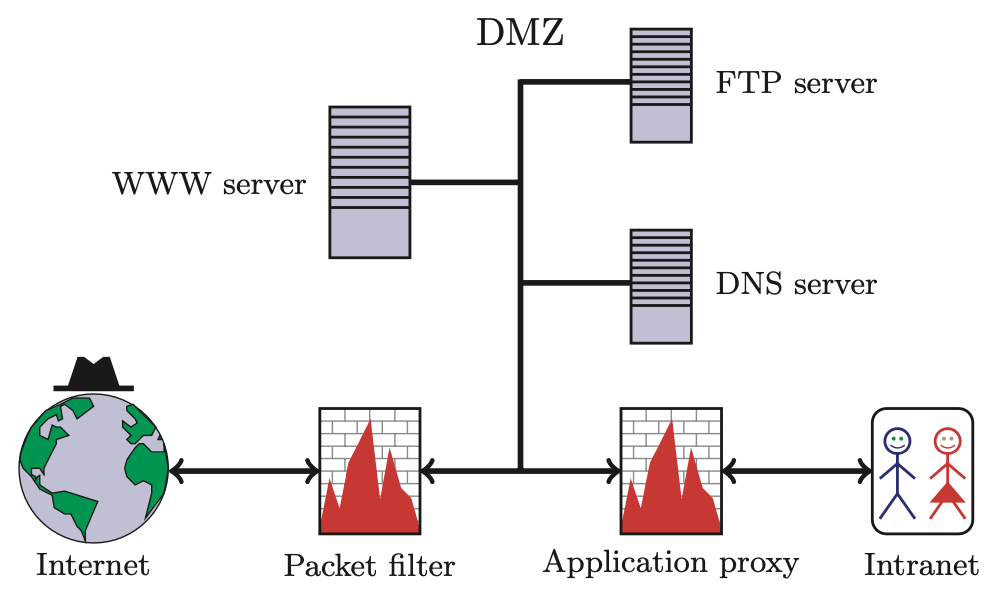 DMZ
FTP server
WWW server
DNS server
Internet
Packet filter
Application proxy
Intranet